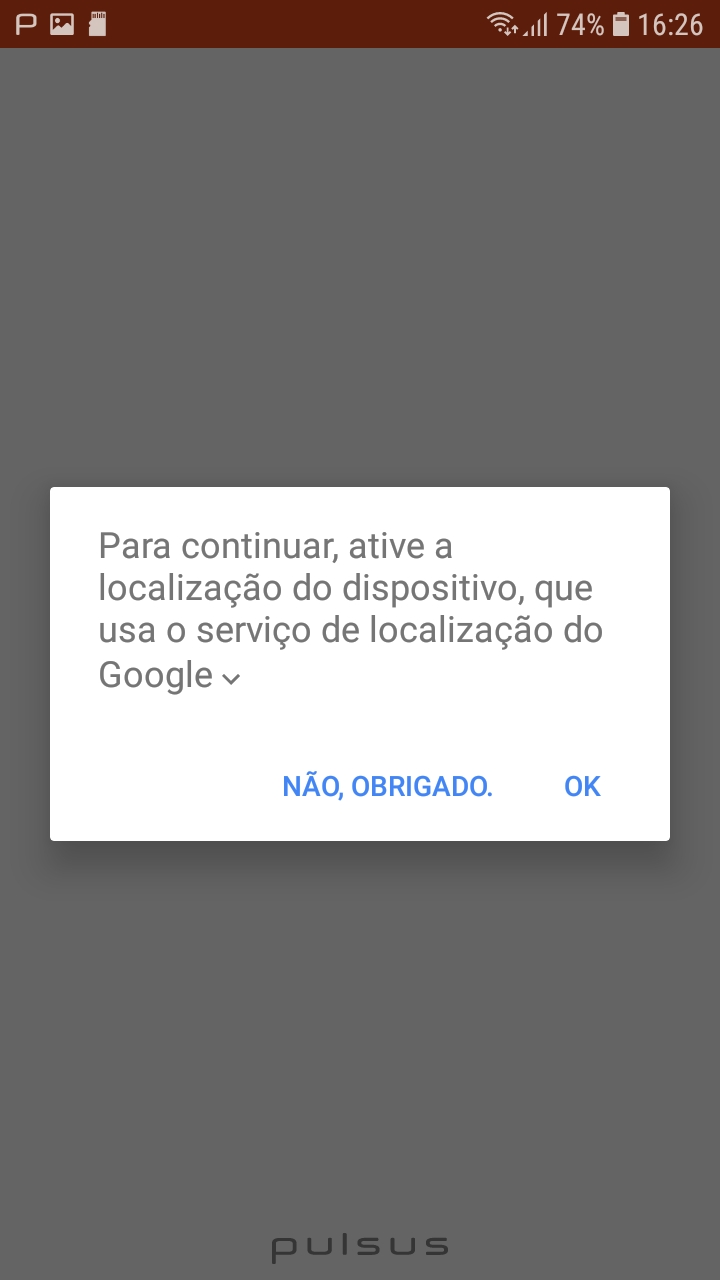 P 74% 16:26
Para continuar, ative a
localização do dispositivo, que
usa o serviço de localização do
Google
NÃO, OBRIGADO. OK
pulsus